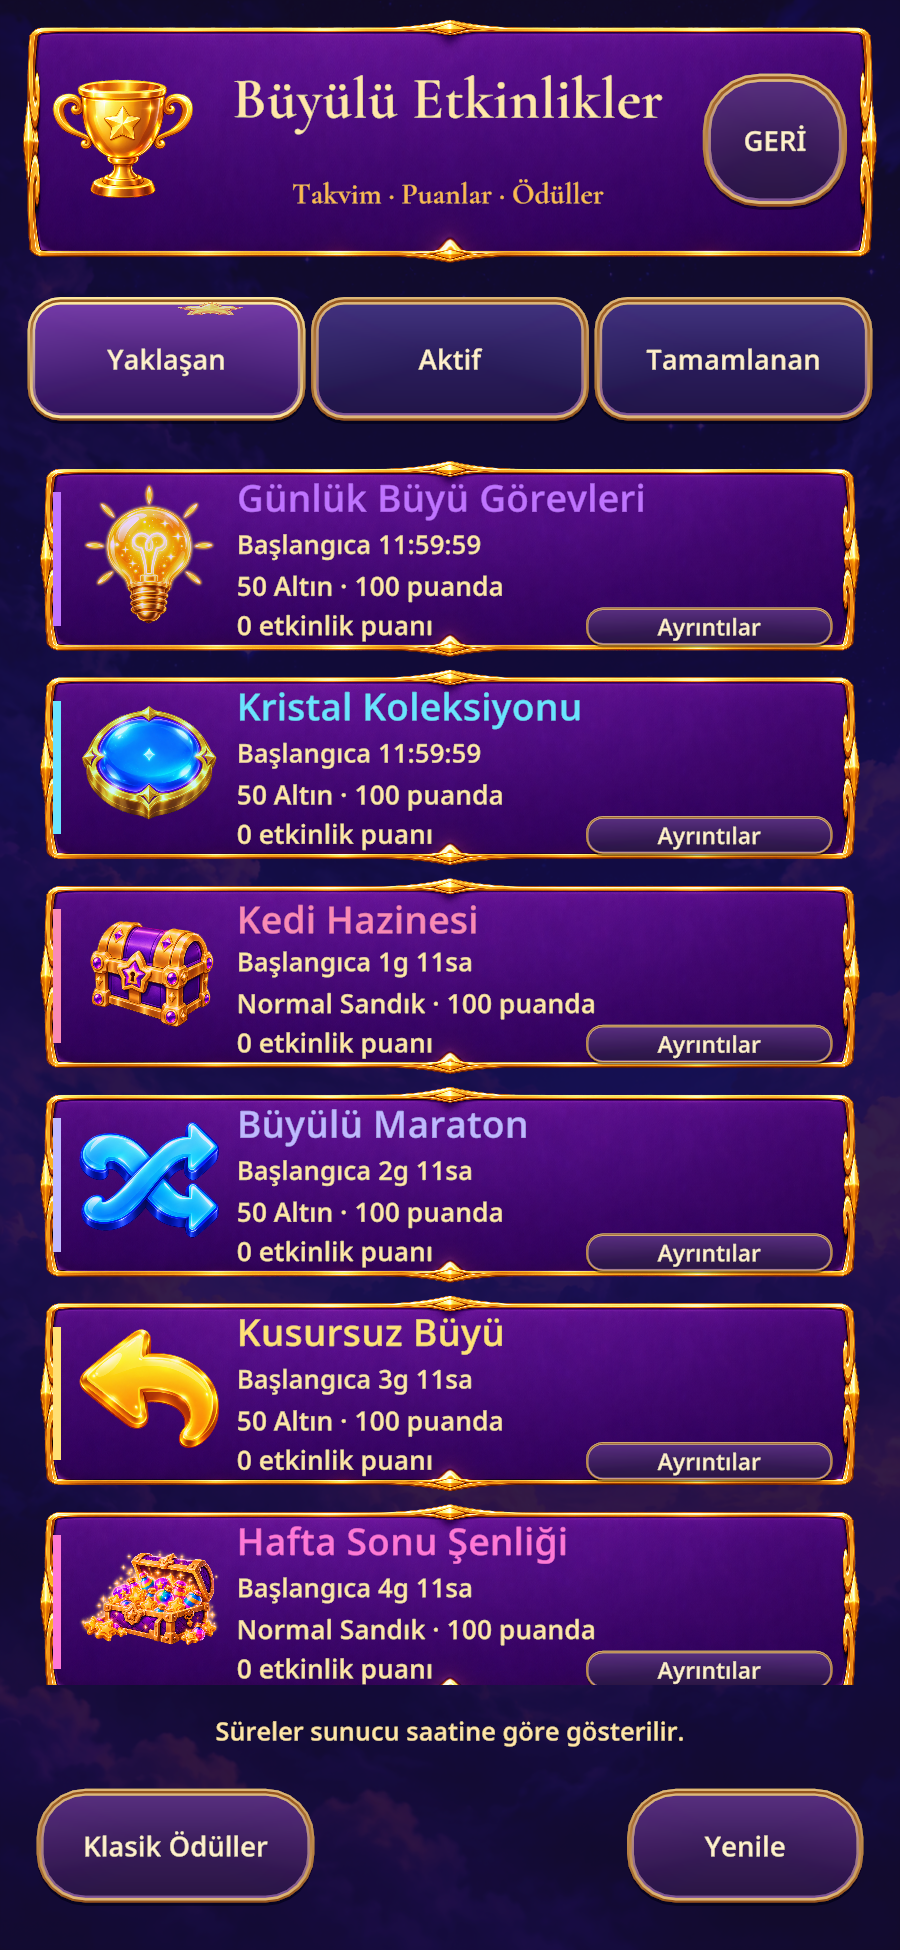 Büyülü Etkinlikler
Takvim · Puanlar · Ödüller
GERİ
Yaklaşan
Aktif
Tamamlanan
Günlük Büyü Görevleri
Başlangıca 11:59:59
50 Altın · 100 puanda
0 etkinlik puanı
Ayrıntılar
Kristal Koleksiyonu
Başlangıca 11:59:59
50 Altın · 100 puanda
0 etkinlik puanı
Ayrıntılar
Kedi Hazinesi
Başlangıca 1g 11sa
Normal Sandık · 100 puanda
0 etkinlik puanı
Ayrıntılar
Büyülü Maraton
Başlangıca 2g 11sa
50 Altın · 100 puanda
0 etkinlik puanı
Ayrıntılar
Kusursuz Büyü
Başlangıca 3g 11sa
50 Altın · 100 puanda
0 etkinlik puanı
Ayrıntılar
Hafta Sonu Şenliği
Başlangıca 4g 11sa
Normal Sandık · 100 puanda
0 etkinlik puanı
Ayrıntılar
Süreler sunucu saatine göre gösterilir.
Klasik Ödüller
Yenile